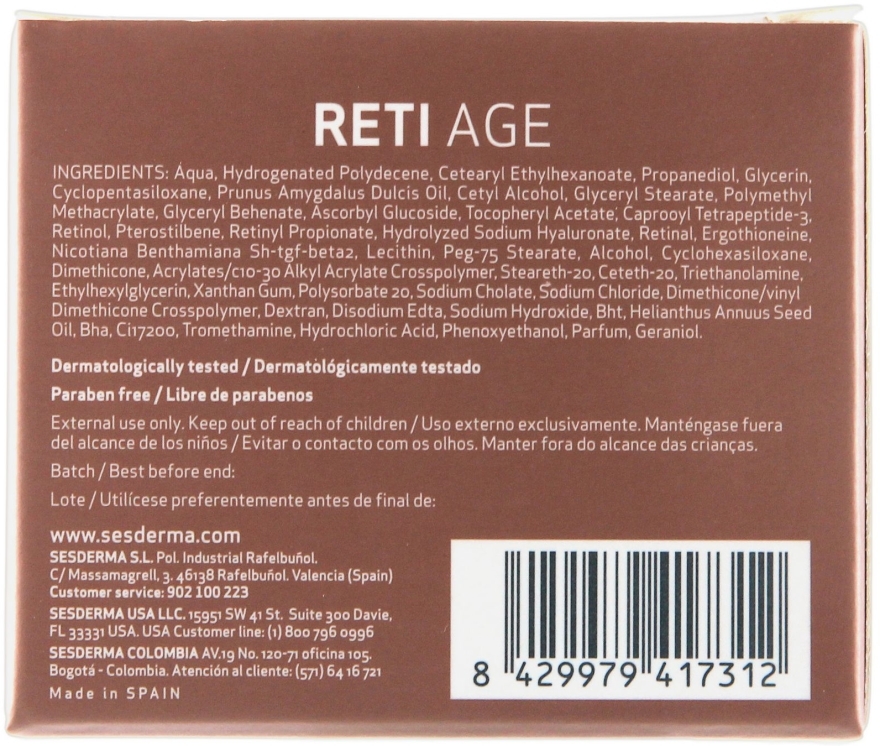 RETI AGE
INGREDIENTS: Aqua, Hydrogenated Polydecene, Cetearyl Ethylhexanoate, Propanediol, Glycerin,
Cyclopentasiloxane, Prunus Amygdalus Dulcis Oil, Cetyl Alcohol, Glyceryl Stearate, Polymethyl
Methacrylate, Glyceryl Behenate, Ascorbyl Glucoside, Tocopheryl Acetate, Caprooyl Tetrapeptide-3,
Retinol, Pterostilbene, Retinyl Propionate, Hydrolyzed Sodium Hyaluronate, Retinal, Ergothioneine,
Nicotiana Benthamiana Sh-tgf-beta2, Lecithin, Peg-75 Stearate, Alcohol, Cyclohexasiloxane,
Dimethicone, Acrylates/c10-30 Alkyl Acrylate Crosspolymer, Steareth-20, Ceteth-20, Triethanolamine,
Ethylhexylglycerin, Xanthan Gum, Polysorbate 20, Sodium Cholate, Sodium Chloride, Dimethicone/vinyl
Dimethicone Crosspolymer, Dextran, Disodium Edta, Sodium Hydroxide, Bht, Helianthus Annuus Seed
Oil, Bha, Ci17200, Tromethamine, Hydrochloric Acid, Phenoxyethanol, Parfum, Geraniol.
Dermatologically tested / Dermatológicamente testado
Paraben free / Libre de parabenos
External use only. Keep out of reach of children / Uso externo exclusivamente. Manténgase fuera
del alcance de los niños / Evitar o contacto com os olhos. Manter fora do alcance das crianças.
Batch / Best before end:
Lote / Utilícese preferentemente antes de final de:
www.sesderma.com
SESDERMA S.L. Pol. Industrial Rafelbuñol.
C/ Massamagrell, 3. 46138 Rafelbuñol. Valencia (Spain)
Customer service: 902 100 223
SESDERMA USA LLC. 15951 SW 41 St. Suite 300 Davie,
FL 33331 USA. USA Customer line: (1) 800 796 0996
SESDERMA COLOMBIA AV.19 No. 120-71 oficina 105.
Bogotá - Colombia. Atención al cliente: (571) 64 16 721
Made in SPAIN
8 429979 417312